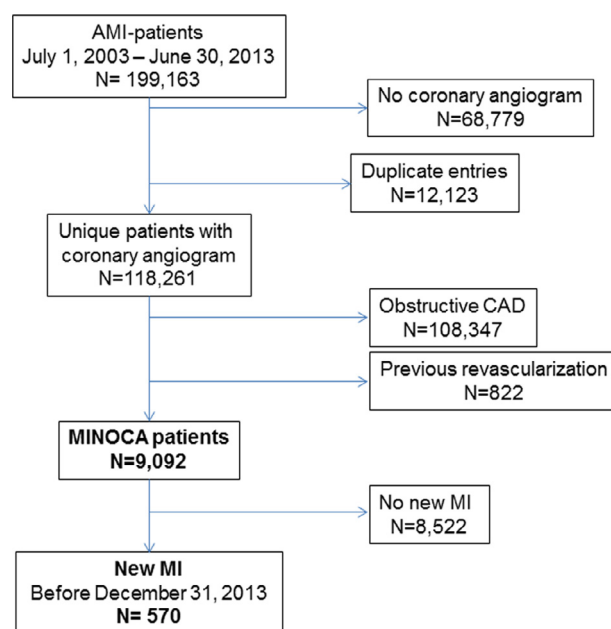 AMI-patients
July 1, 2003 – June 30, 2013
N= 199,163
No coronary angiogram
N=68,779
Duplicate entries
N=12,123
Unique patients with
coronary angiogram
N=118,261
Obstructive CAD
N=108,347
Previous revascularization
N=822
MINOCA patients
N=9,092
No new MI
N=8,522
New MI
Before December 31, 2013
N= 570